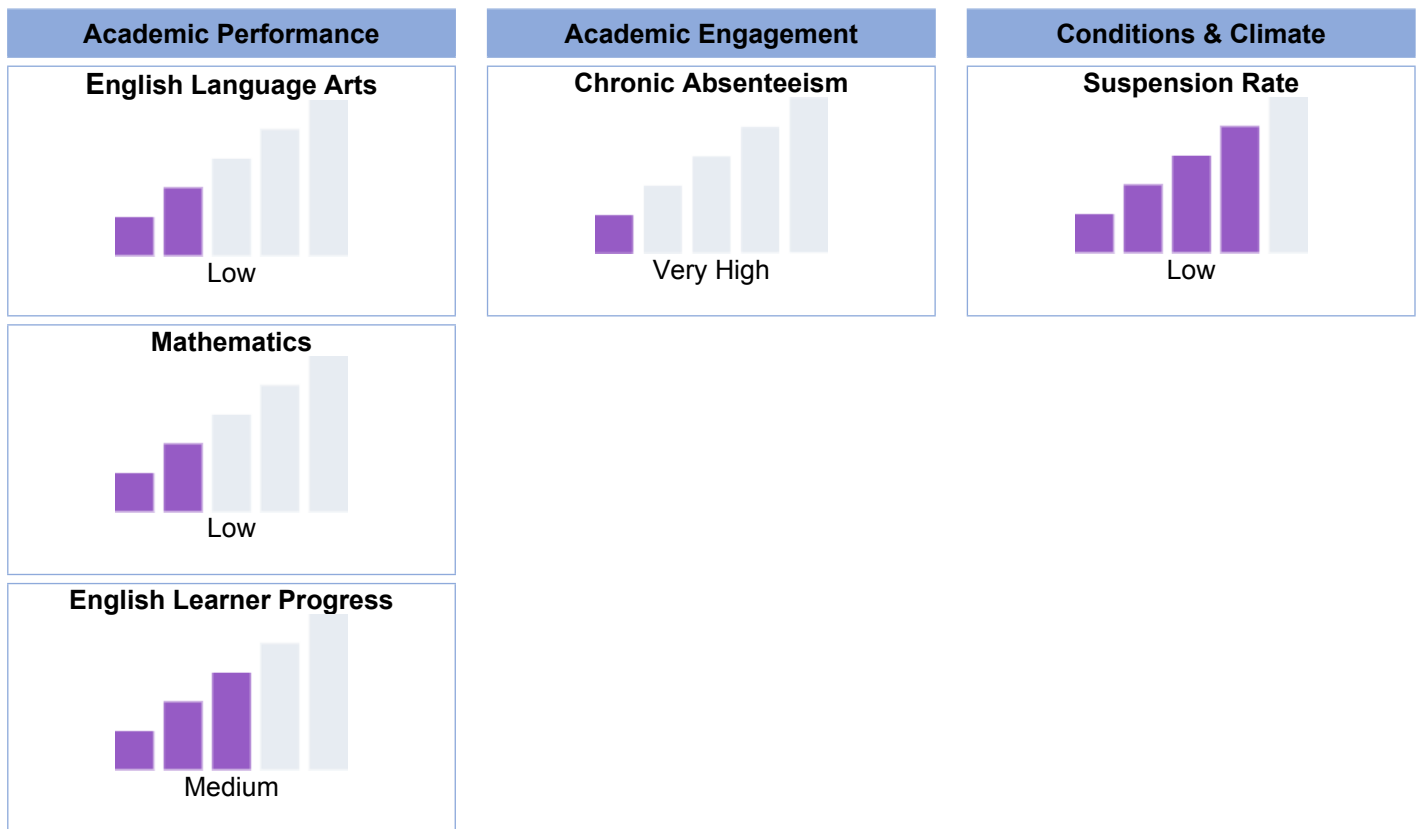 Academic Performance
English Language Arts
Low
Mathematics
Low
English Learner Progress
Medium
Academic Engagement
Chronic Absenteeism
Very High
Conditions & Climate
Suspension Rate
Low